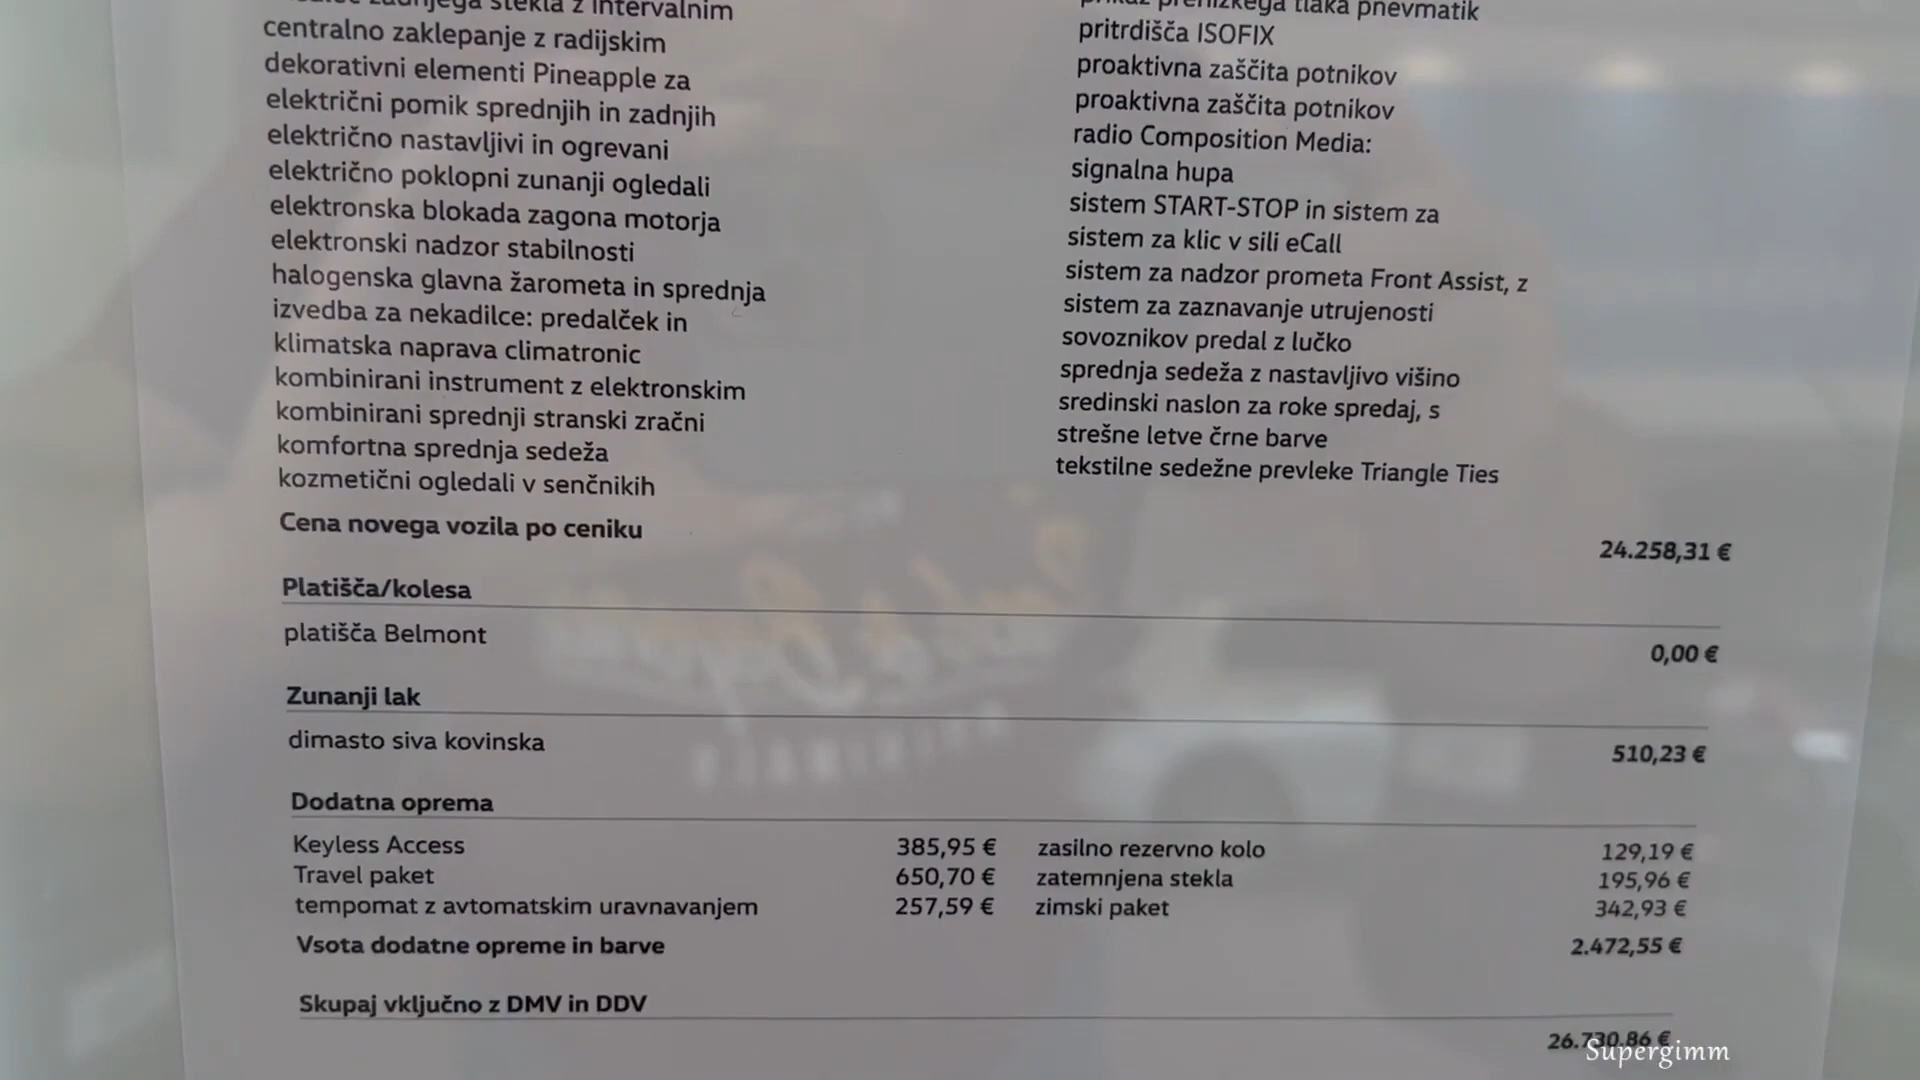 stekla z intervalnim
centralno zaklepanje z radijskim
dekorativni elementi Pineapple za
električni pomik sprednjih in zadnjih
električno nastavljivi in ogrevani
električno poklopni zunanji ogledali
elektronska blokada zagona motorja
elektronski nadzor stabilnosti
halogenska glavna žarometa in sprednja
izvedba za nekadilce: predalček in
klimatska naprava climatronic
kombinirani instrument z elektronskim
kombinirani sprednji stranski zračni
komfortna sprednja sedeža
kozmetični ogledali v senčnikih
prikaz prenizkega tlaka pnevmatik
pritrdišča ISOFIX
proaktivna zaščita potnikov
proaktivna zaščita potnikov
radio Composition Media:
signalna hupa
sistem START-STOP in sistem za
sistem za klic v sili eCall
sistem za nadzor prometa Front Assist, z
sistem za zaznavanje utrujenosti
sovoznikov predal z lučko
sprednja sedeža z nastavljivo višino
sredinski naslon za roke spredaj, s
strešne letve črne barve
tekstilne sedežne prevleke Triangle Ties
Cena novega vozila po ceniku 24.258,31 €
Platišča/kolesa
platišča Belmont 0,00 €
Zunanji lak
dimasto siva kovinska 510,23 €
Dodatna oprema
Keyless Access 385,95 € zasilno rezervno kolo 129,19 €
Travel paket 650,70 € zatemnjena stekla 195,96 €
tempomat z avtomatskim uravnavanjem 257,59 € zimski paket 342,93 €
Vsota dodatne opreme in barve 2.472,55 €
Skupaj vključno z DMV in DDV
26.730,86 €
Supergimm